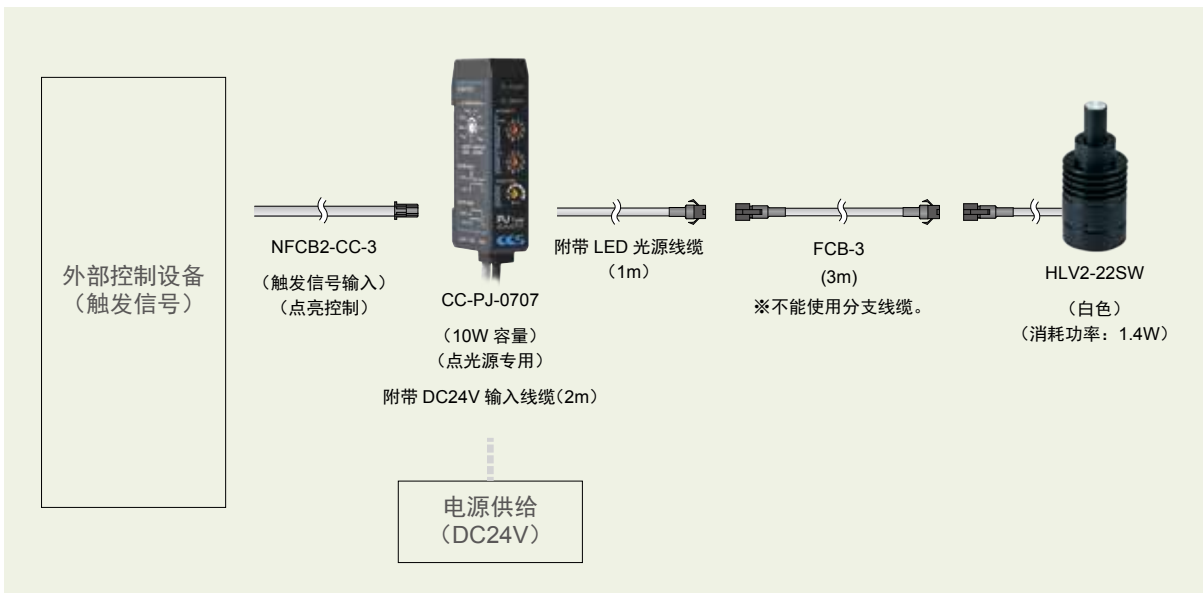 外部控制设备
（触发信号）
NFCB2-CC-3
（触发信号输入）
（点亮控制）
CCS
CC-PJ-0707
（10W 容量）
（点光源专用）
附带 DC24V 输入线缆（2m）
电源供给
（DC24V）
附带 LED 光源线缆
（1m）
FCB-3
(3m)
※不能使用分支线缆。
HLV2-22SW
（白色）
（消耗功率：1.4W）